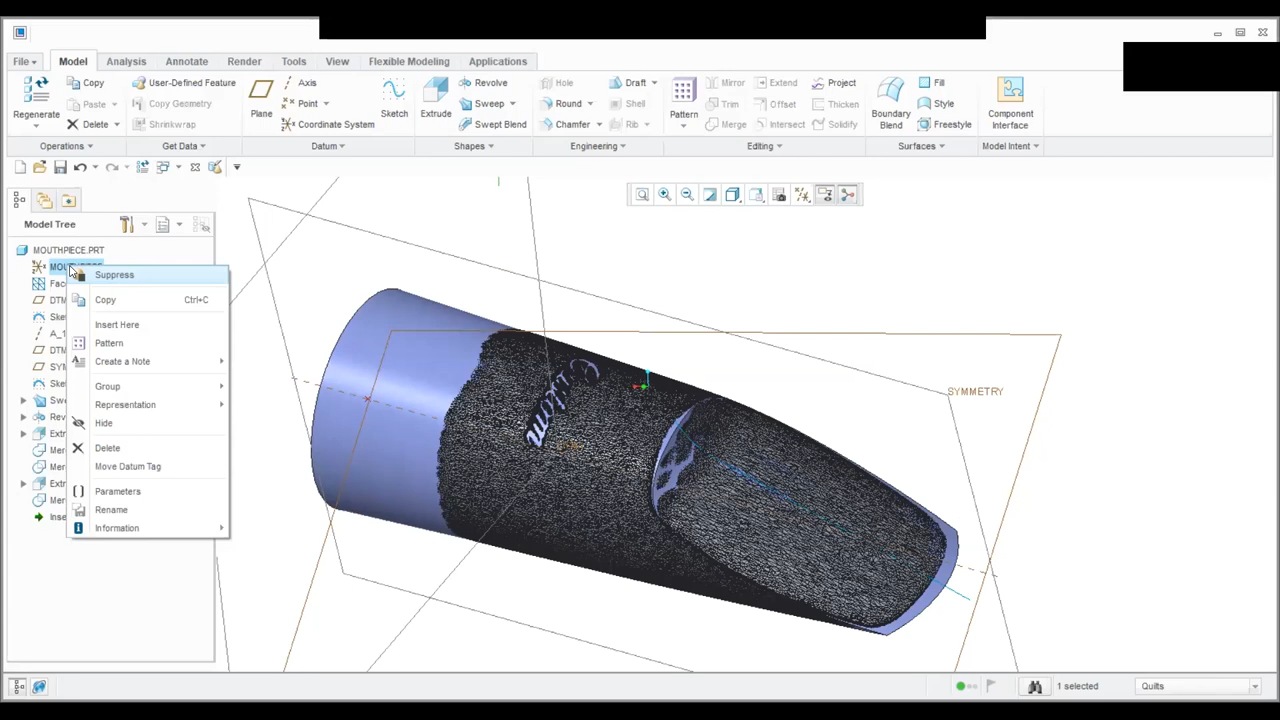 File Model Analysis Annotate Render Tools View Flexible Modeling Applications
Regenerate
Copy
Paste
Delete
Operations
User-Defined Feature
Copy Geometry
Shrinkwrap
Get Data
Plane
Axis
Point
Coordinate System
Sketch
Datum
Extrude
Revolve
Sweep
Swept Blend
Shapes
Hole
Round
Chamfer
Draft
Shell
Rib
Engineering
Pattern
Mirror
Trim
Merge
Extend
Offset
Intersect
Project
Thicken
Solidify
Editing
Boundary Blend
Fill
Style
Freestyle
Surfaces
Component Interface
Model Intent
Model Tree
MOUTHPIECE.PRT
Suppress
Copy Ctrl+C
Insert Here
Pattern
Create a Note
Group
Representation
Hide
Delete
Move Datum Tag
Parameters
Rename
Information
SYMMETRY
1 selected
Quilts